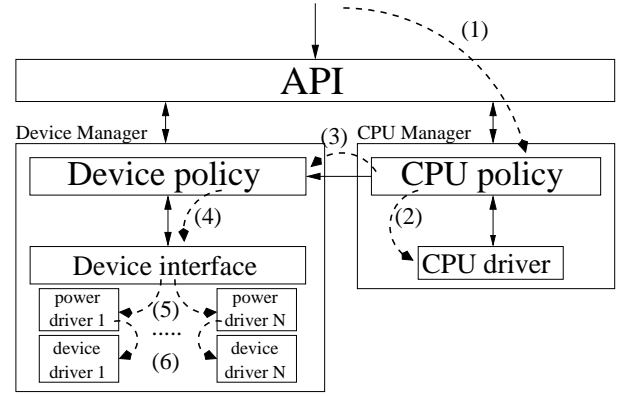 (1)
API
Device Manager
(3)
CPU Manager
Device policy
CPU policy
(4)
(2)
Device interface
CPU driver
power
driver 1
(5)
power
driver N
.....
device
driver 1
(6)
device
driver N